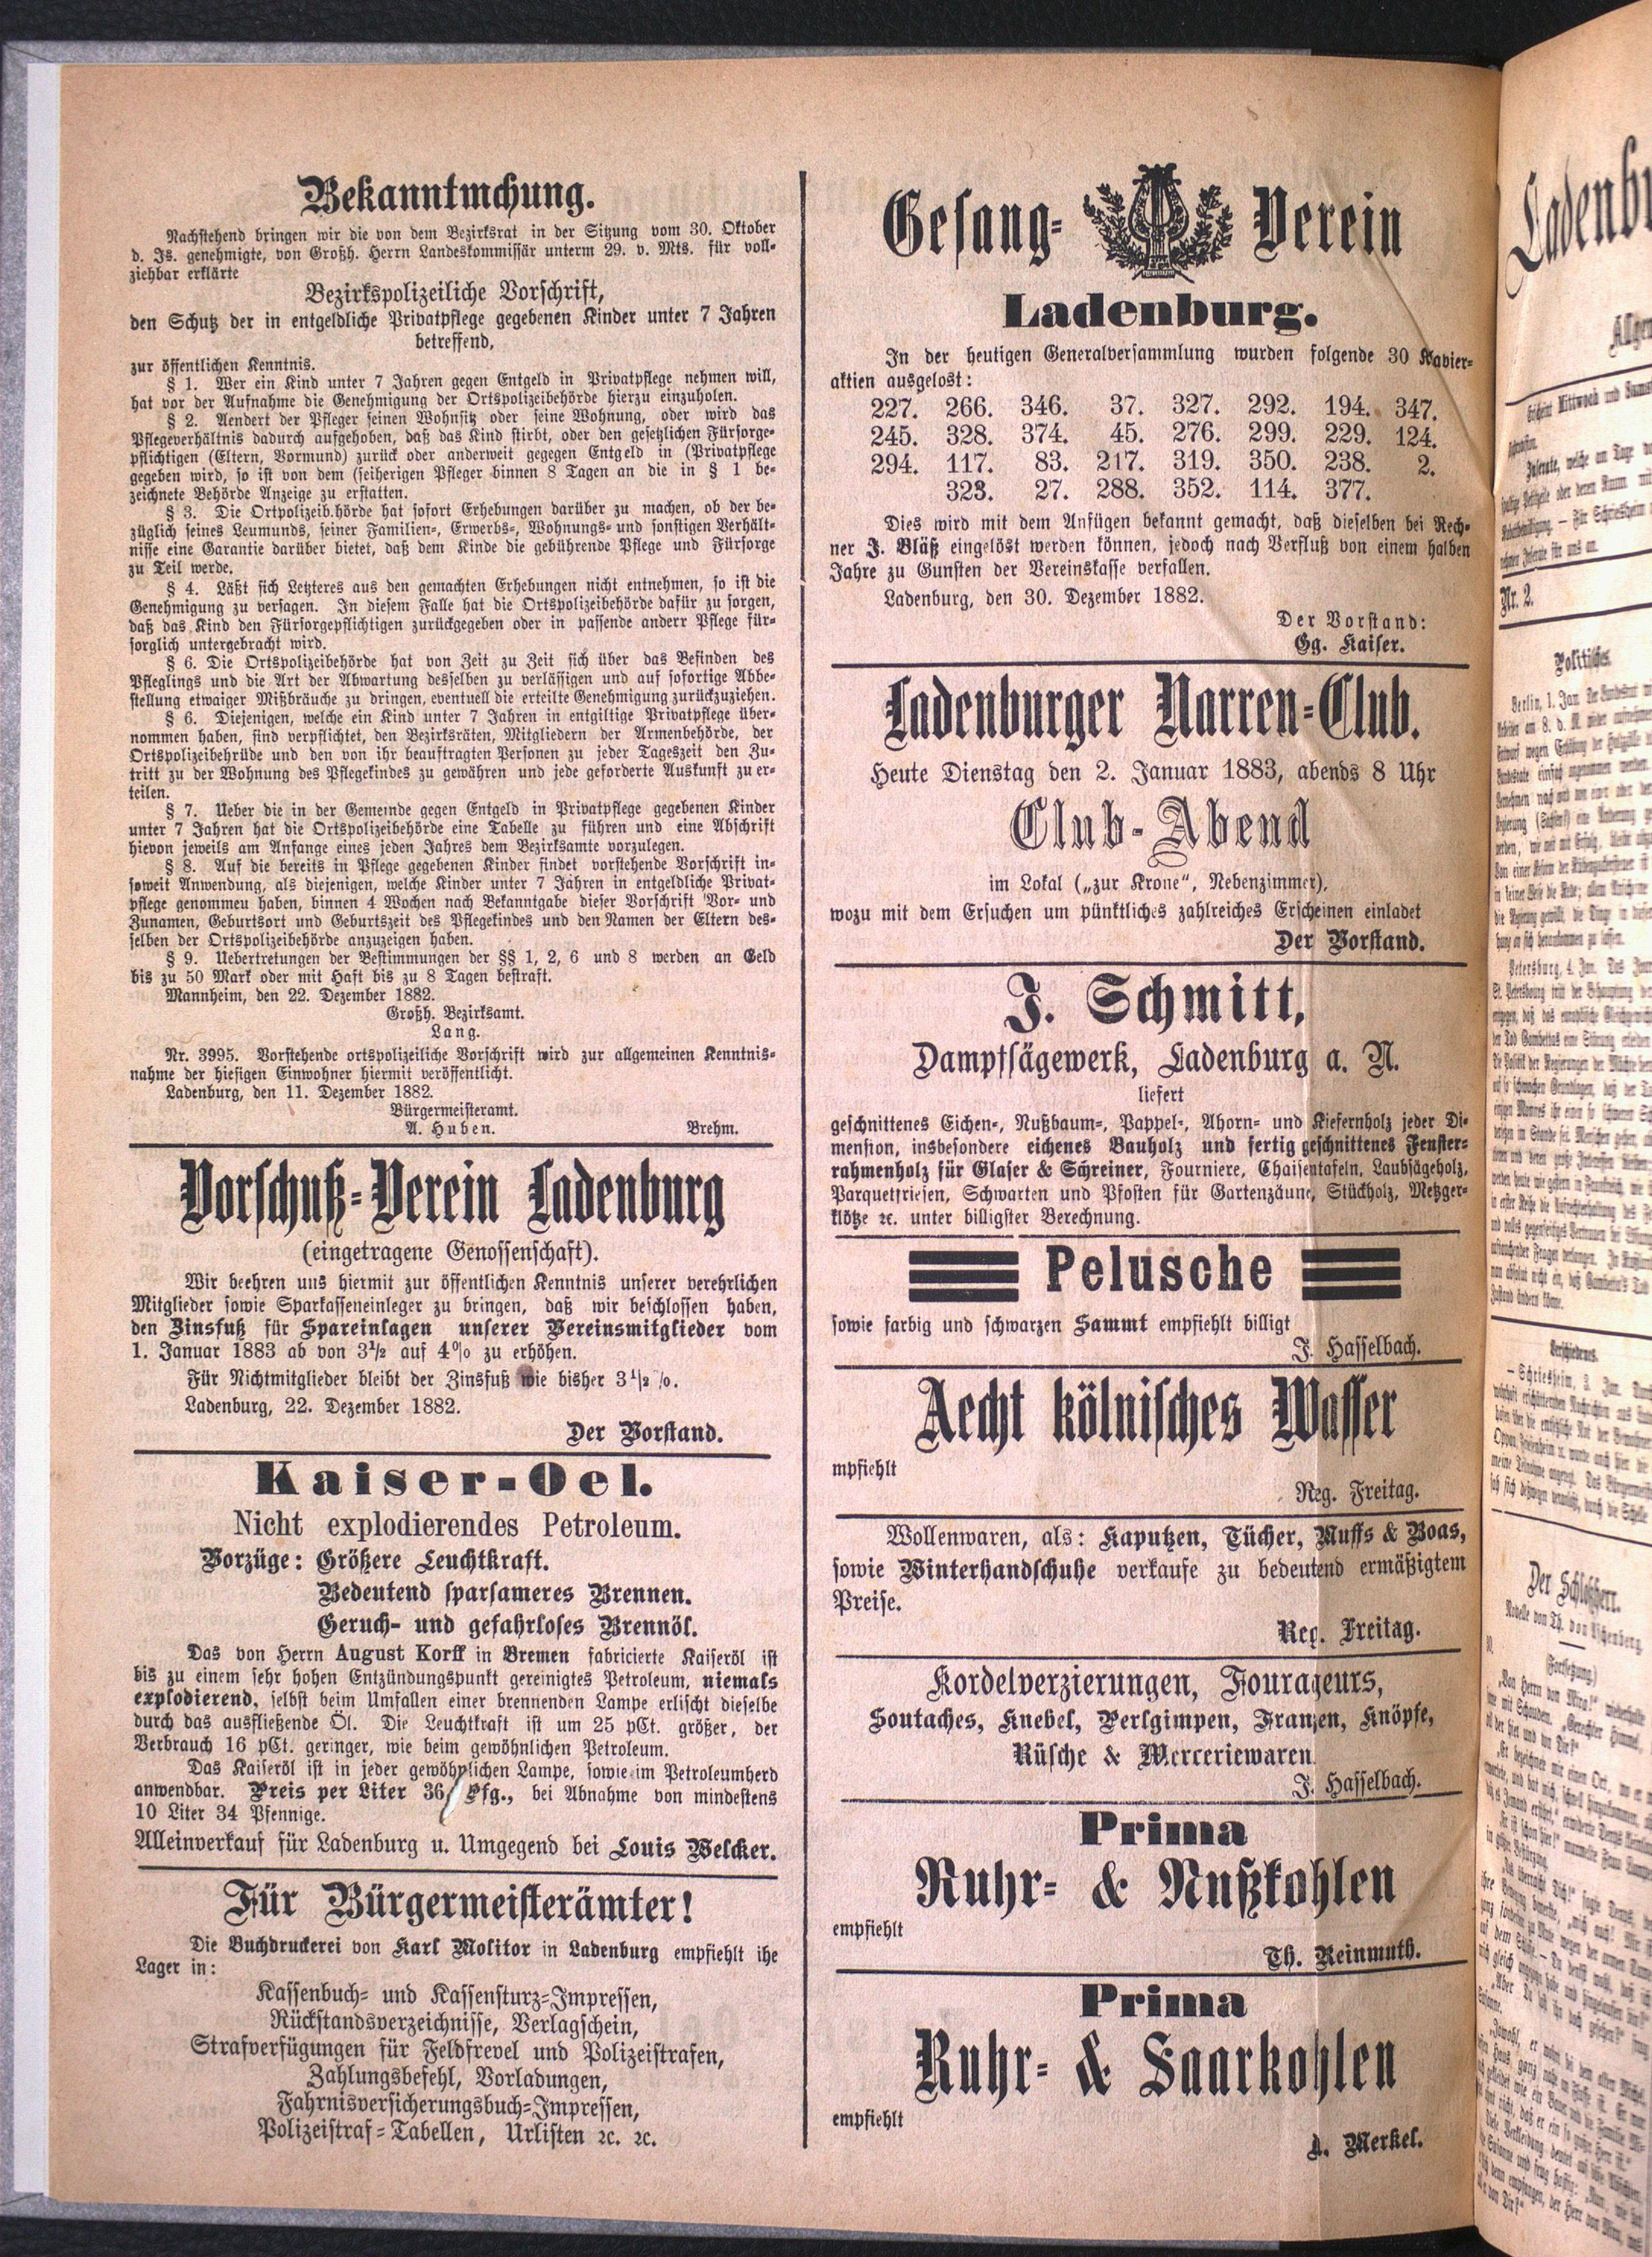 Bekanntmchung.
Nachstehend bringen wir die von dem Bezirksrat in der Sitzung vom 30. Oktober
d. Js. genehmigte, von Großh. Herrn Landeskommissär unterm 29. v. Mts. für voll-
ziehbar erklärte
Bezirkspolizeiliche Vorschrift,
den Schutz der in entgeldliche Privatpflege gegebenen Kinder unter 7 Jahren
betreffend,
zur öffentlichen Kenntnis.
§ 1. Wer ein Kind unter 7 Jahren gegen Entgeld in Privatpflege nehmen will,
hat vor der Aufnahme die Genehmigung der Ortspolizeibehörde hierzu einzuholen.
§ 2. Aendert der Pfleger seinen Wohnsitz oder seine Wohnung, oder wird das
Pflegeverhältnis dadurch aufgehoben, daß das Kind stirbt, oder den gesetzlichen Fürsorge-
pflichtigen (Eltern, Vormund) zurück oder anderweit gegegen Entgeld in (Privatpflege
gegeben wird, so ist von dem (seiherigen Pfleger binnen 8 Tagen an die in § 1 be-
zeichnete Behörde Anzeige zu erstatten.
§ 3. Die Ortpolizeib.hörde hat sofort Erhebungen darüber zu machen, ob der be-
züglich seines Leumunds, seiner Familien-, Erwerbs-, Wohnungs- und sonstigen Verhält-
nisse eine Garantie darüber bietet, daß dem Kinde die gebührende Pflege und Fürsorge
zu Teil werde.
§ 4. Läßt sich Letzteres aus den gemachten Erhebungen nicht entnehmen, so ist die
Genehmigung zu versagen. In diesem Falle hat die Ortspolizeibehörde dafür zu sorgen,
daß das Kind den Fürsorgepflichtigen zurückgegeben oder in passende anderr Pflege für-
sorglich untergebracht wird.
§ 6. Die Ortspolizeibehörde hat von Zeit zu Zeit sich über das Befinden des
Pfleglings und die Art der Abwartung desselben zu verlässigen und auf sofortige Abbe-
stellung etwaiger Mißbräuche zu dringen, eventuell die erteilte Genehmigung zurückzuziehen.
§ 6. Diejenigen, welche ein Kind unter 7 Jahren in entgiltige Privatpflege über-
nommen haben, sind verpflichtet, den Bezirksräten, Mitgliedern der Armenbehörde, der
Ortspolizeibehrüde und den von ihr beauftragten Personen zu jeder Tageszeit den Zu-
tritt zu der Wohnung des Pflegekindes zu gewähren und jede geforderte Auskunft zu er-
teilen.
§ 7. Ueber die in der Gemeinde gegen Entgeld in Privatpflege gegebenen Kinder
unter 7 Jahren hat die Ortspolizeibehörde eine Tabelle zu führen und eine Abschrift
hievon jeweils am Anfange eines jeden Jahres dem Bezirksamte vorzulegen.
§ 8. Auf die bereits in Pflege gegebenen Kinder findet vorstehende Vorschrift in-
soweit Anwendung, als diejenigen, welche Kinder unter 7 Jahren in entgeldliche Privat-
pflege genommeu haben, binnen 4 Wochen nach Bekanntgabe dieser Vorschrift Vor- und
Zunamen, Geburtsort und Geburtszeit des Pflegekindes und den Namen der Eltern des-
selben der Ortspolizeibehörde anzuzeigen haben.
§ 9. Uebertretungen der Bestimmungen der §§ 1, 2, 6 und 8 werden an Geld
bis zu 50 Mark oder mit Haft bis zu 8 Tagen bestraft.
Mannheim, den 22. Dezember 1882.
Großh. Bezirksamt.
Lang.
Nr. 3995. Vorstehende ortspolizeiliche Vorschrift wird zur allgemeinen Kenntnis-
nahme der hiesigen Einwohner hiermit veröffentlicht.
Ladenburg, den 11. Dezember 1882.
Bürgermeisteramt.
A. Huben. Brehm.
Vorschuß-Verein Ladenburg
(eingetragene Genossenschaft).
Wir beehren uns hiermit zur öffentlichen Kenntnis unserer verehrlichen
Mitglieder sowie Sparkasseneinleger zu bringen, daß wir beschlossen haben,
den Zinsfuß für Spareinlagen unserer Vereinsmitglieder vom
1. Januar 1883 ab von 3½ auf 4% zu erhöhen.
Für Nichtmitglieder bleibt der Zinsfuß wie bisher 3½%.
Ladenburg, 22. Dezember 1882.
Der Vorstand.
Kaiser-Oel.
Nicht explodierendes Petroleum.
Vorzüge: Größere Leuchtkraft.
Bedeutend sparsameres Brennen.
Geruch- und gefahrloses Brennöl.
Das von Herrn August Korff in Bremen fabricierte Kaiseröl ist
bis zu einem sehr hohen Entzündungspunkt gereinigtes Petroleum, niemals
explodierend, selbst beim Umfallen einer brennenden Lampe erlischt dieselbe
durch das ausfließende Öl. Die Leuchtkraft ist um 25 pCt. größer, der
Verbrauch 16 pCt. geringer, wie beim gewöhnlichen Petroleum.
Das Kaiseröl ist in jeder gewöhnlichen Lampe, sowie im Petroleumherd
anwendbar. Preis per Liter 36 Pfg., bei Abnahme von mindestens
10 Liter 34 Pfennige.
Alleinverkauf für Ladenburg u. Umgegend bei Louis Welcker.
Für Bürgermeisterämter!
Die Buchdruckerei von Karl Molitor in Ladenburg empfiehlt ihe
Lager in:
Kassenbuch- und Kassensturz-Impressen,
Rückstandsverzeichnisse, Verlagschein,
Strafverfügungen für Feldfrevel und Polizeistrafen,
Zahlungsbefehl, Vorladungen,
Fahrnisversicherungsbuch-Impressen,
Polizeistraf-Tabellen, Urlisten ꝛc. ꝛc.
Gesang-Verein
Ladenburg.
In der heutigen Generalversammlung wurden folgende 30 Kavier-
aktien ausgelost:
227. 266. 346. 37. 327. 292. 194. 347.
245. 328. 374. 45. 276. 299. 229. 124.
294. 117. 83. 217. 319. 350. 238. 2.
323. 27. 288. 352. 114. 377.
Dies wird mit dem Anfügen bekannt gemacht, daß dieselben bei Rech-
ner J. Bläß eingelöst werden können, jedoch nach Verfluß von einem halben
Jahre zu Gunsten der Vereinskasse verfallen.
Ladenburg, den 30. Dezember 1882.
Der Vorstand:
Gg. Kaiser.
Ladenburger Narren-Club.
Heute Dienstag den 2. Januar 1883, abends 8 Uhr
Club-Abend
im Lokal („zur Krone“, Nebenzimmer),
wozu mit dem Ersuchen um pünktliches zahlreiches Erscheinen einladet
Der Vorstand.
J. Schmitt,
Dampfsägewerk, Ladenburg a. N.
liefert
geschnittenes Eichen-, Nußbaum-, Pappel-, Ahorn- und Kiefernholz jeder Di-
mension, insbesondere eichenes Bauholz und fertig geschnittenes Fenster-
rahmenholz für Glaser & Schreiner, Fourniere, Chaisentafeln, Laubsägeholz,
Parquetfriesen, Schwarten und Pfosten für Gartenzäune, Stückholz, Metzger-
klötze ꝛc. unter billigster Berechnung.
Pelusche
sowie farbig und schwarzen Sammt empfiehlt billigt
J. Hasselbach.
Aecht kölnisches Wasser
mpfiehlt
Reg. Freitag.
Wollenwaren, als: Kaputzen, Tücher, Muffs & Boas,
sowie Winterhandschuhe verkaufe zu bedeutend ermäßigtem
Preise.
Reg. Freitag.
Kordelverzierungen, Fourageurs,
Soutaches, Knebel, Perlgimpen, Franzen, Knöpfe,
Rüsche & Merceriewaren
J. Hasselbach.
Prima
Ruhr- & Nußkohlen
empfiehlt
Th. Reinmuth.
Prima
Ruhr- & Saarkohlen
empfiehlt
A. Merkel.
Nr. 2.
Politisches.
Verschiedenes.
Der Schloßherr.
(Fortsetzung.)